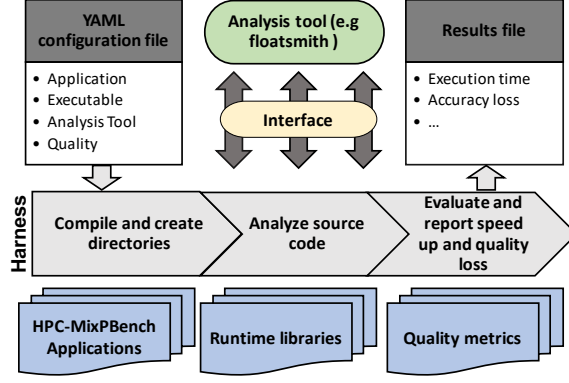 YAML
configuration file
• Application
• Executable
• Analysis Tool
• Quality
Analysis tool (e.g
floatsmith )
Interface
Results file
• Execution time
• Accuracy loss
• ...
Harness
Compile and create
directories
Analyze source
code
Evaluate and
report speed
up and quality
loss
HPC-MixPBench
Applications
Runtime libraries
Quality metrics